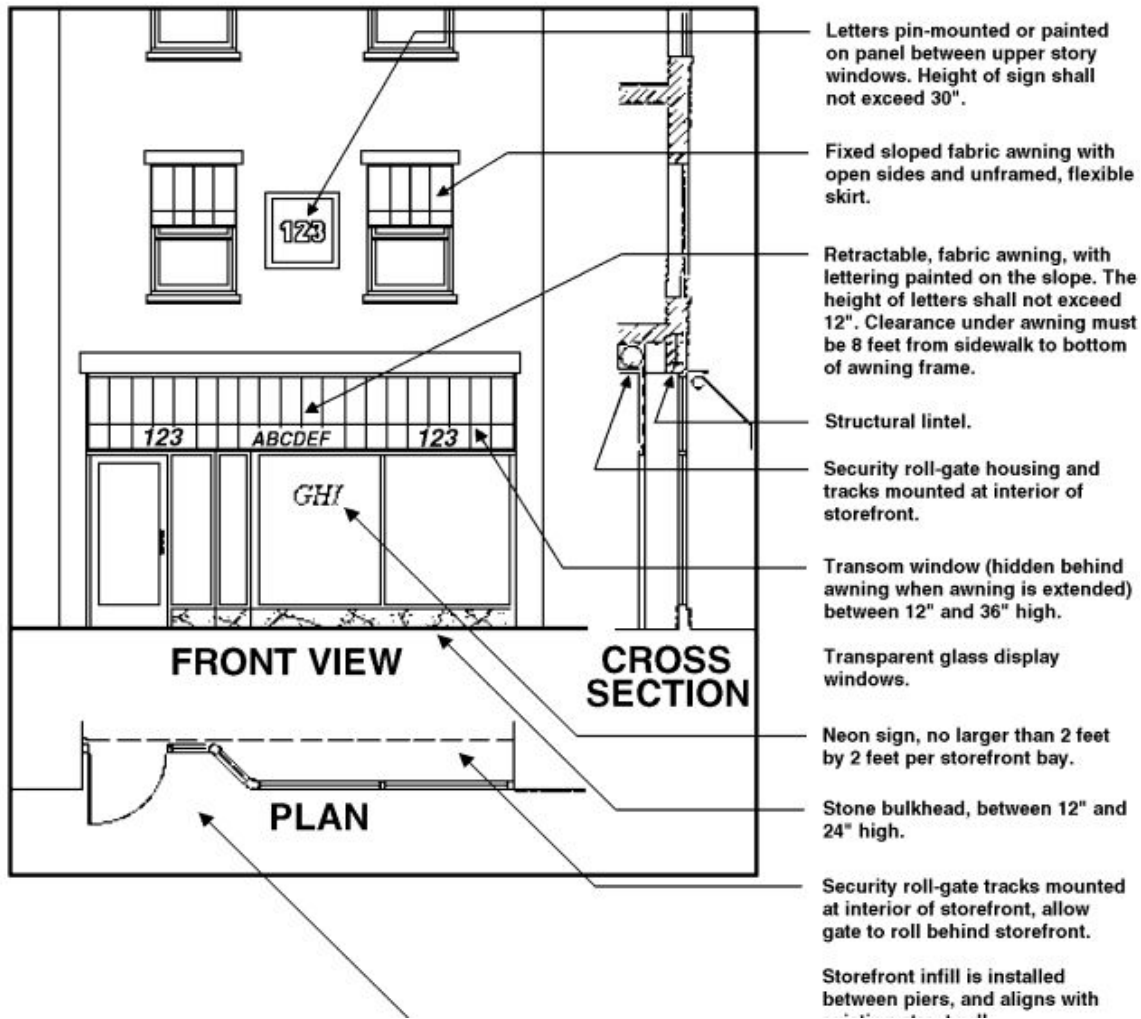 Letters pin-mounted or painted
on panel between upper story
windows. Height of sign shall
not exceed 30".
Fixed sloped fabric awning with
open sides and unframed, flexible
skirt.
123
Retractable, fabric awning, with
lettering painted on the slope. The
height of letters shall not exceed
12". Clearance under awning must
be 8 feet from sidewalk to bottom
of awning frame.
Structural lintel.
123 ABCDEF 123
Security roll-gate housing and
tracks mounted at interior of
storefront.
GHI
Transom window (hidden behind
awning when awning is extended)
between 12" and 36" high.
FRONT VIEW
CROSS
SECTION
Transparent glass display
windows.
Neon sign, no larger than 2 feet
by 2 feet per storefront bay.
Stone bulkhead, between 12" and
24" high.
PLAN
Security roll-gate tracks mounted
at interior of storefront, allow
gate to roll behind storefront.
Storefront infill is installed
between piers, and aligns with